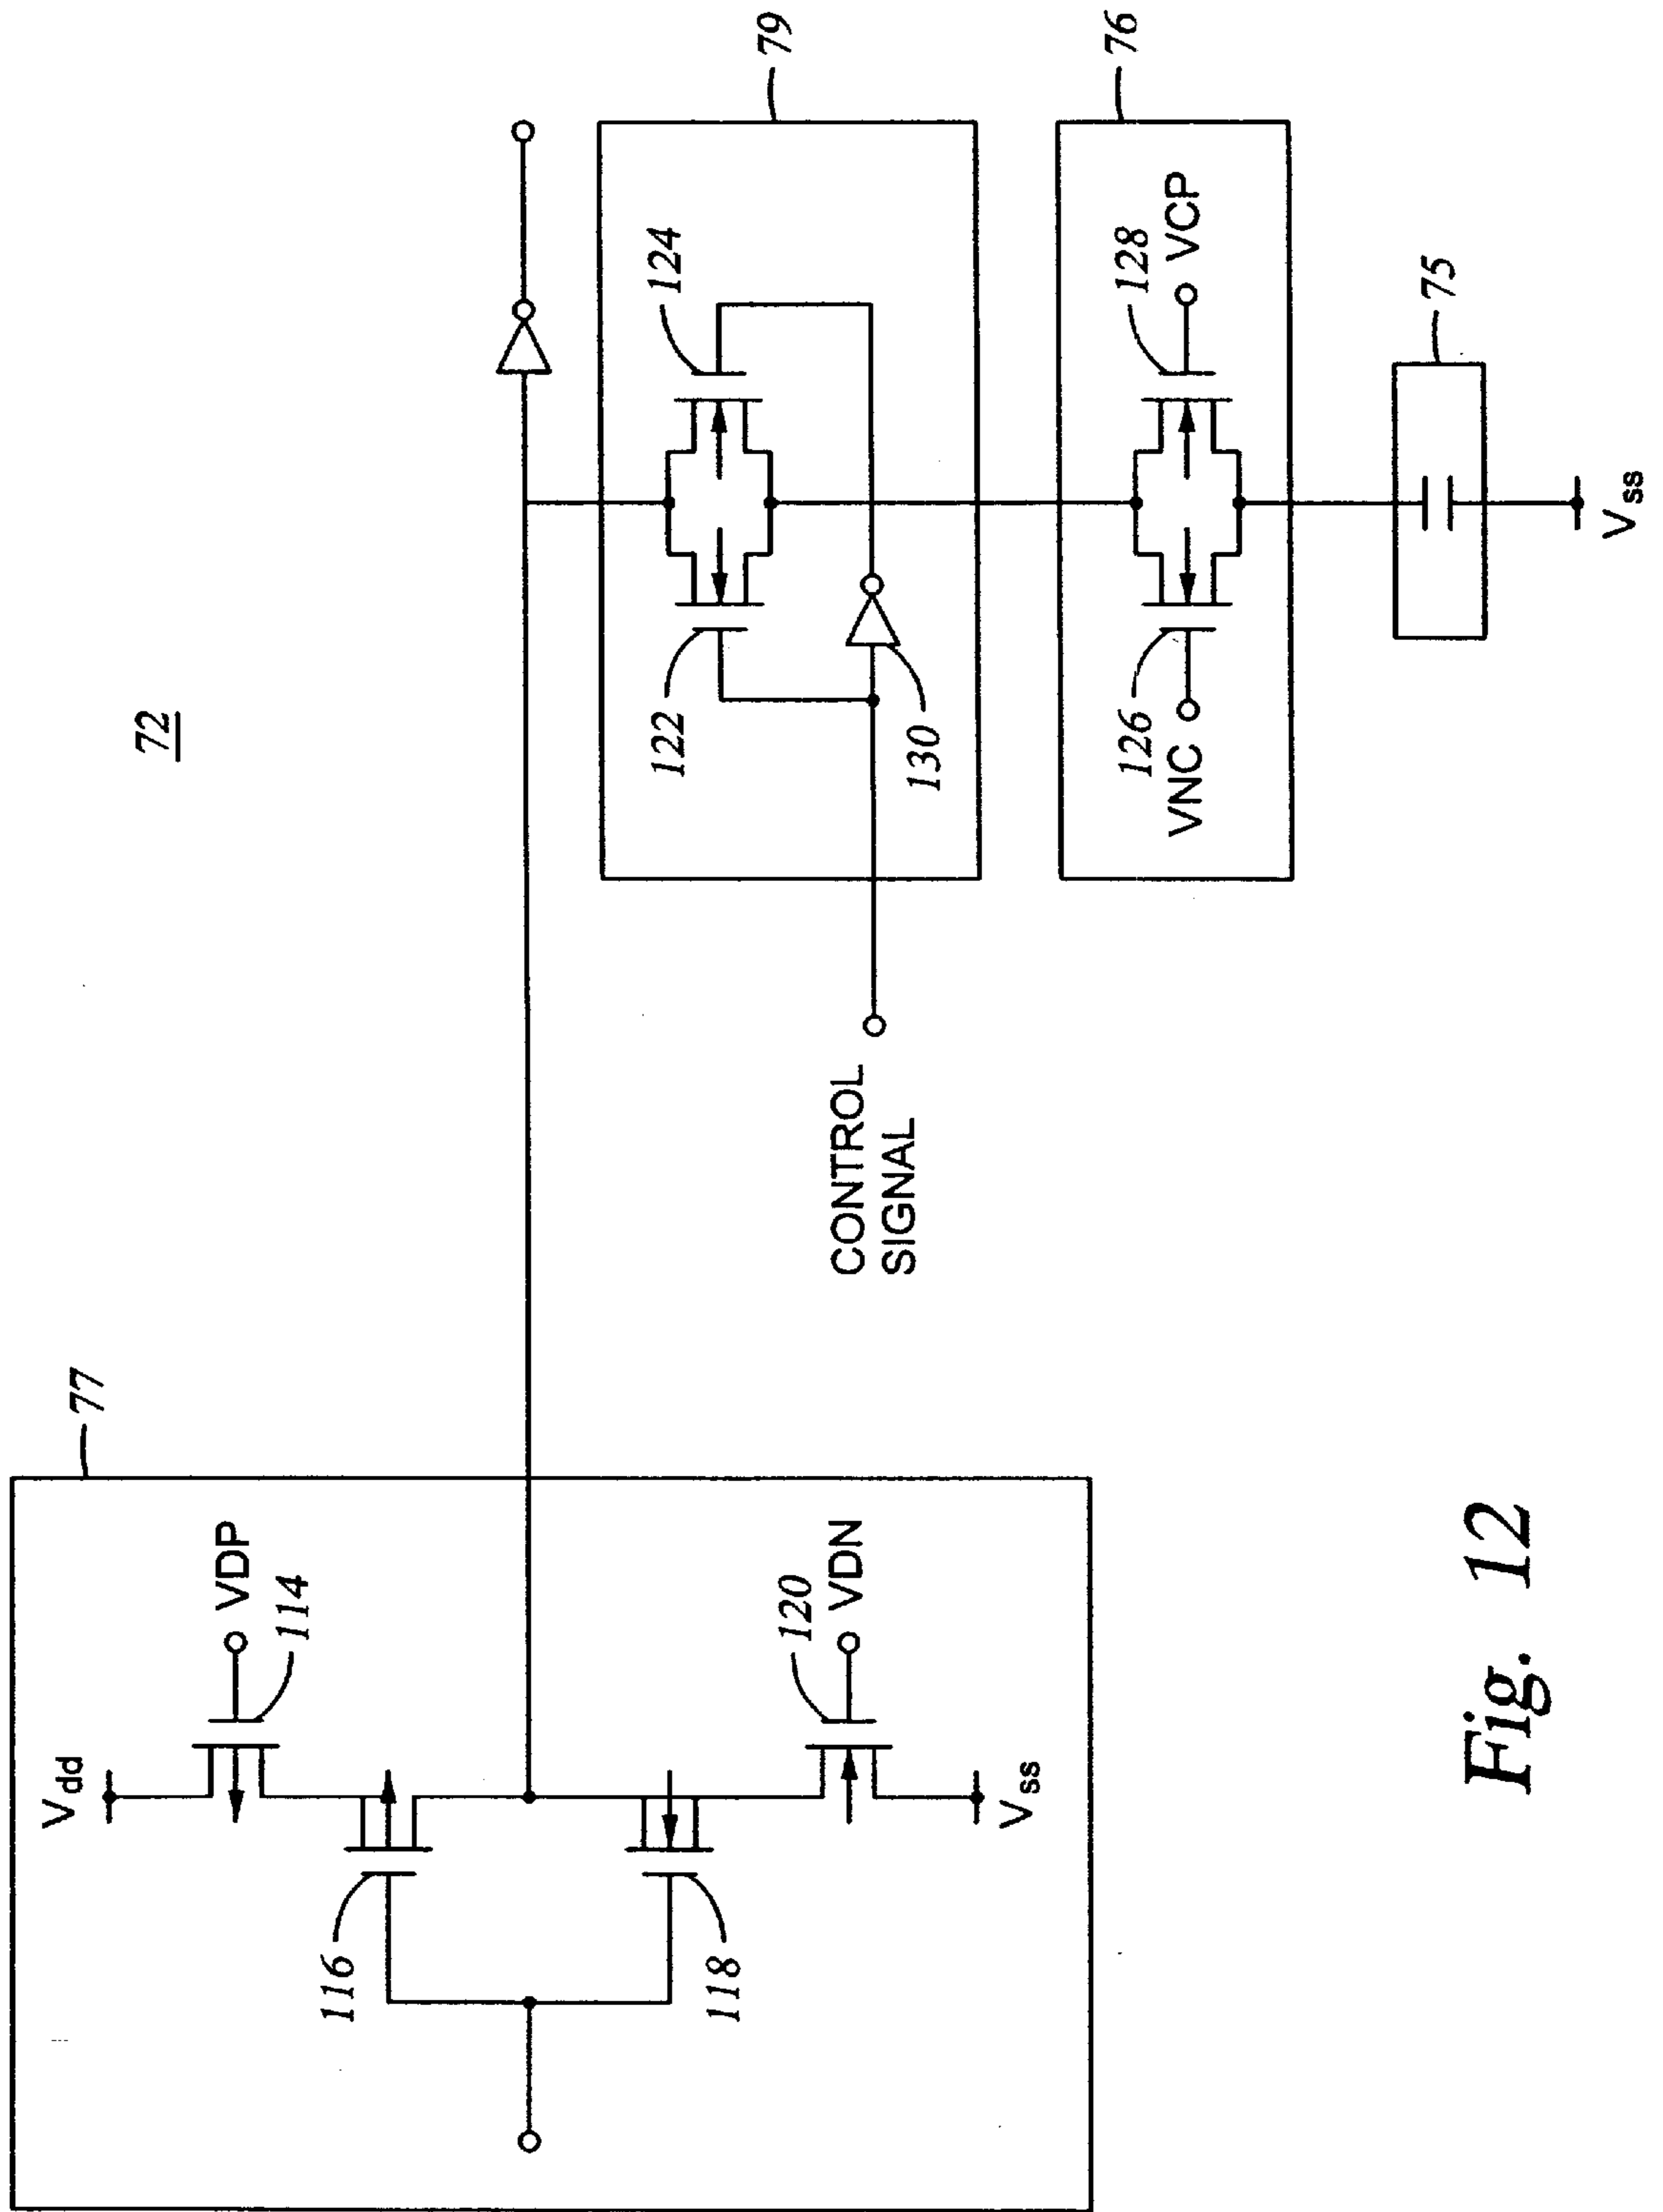 72
77
Vdd
VDP
114
116
118
120
VDN
Vss
CONTROL
SIGNAL
79
122
124
130
76
126
128
VNC
VCP
75
Vss
Fig. 12